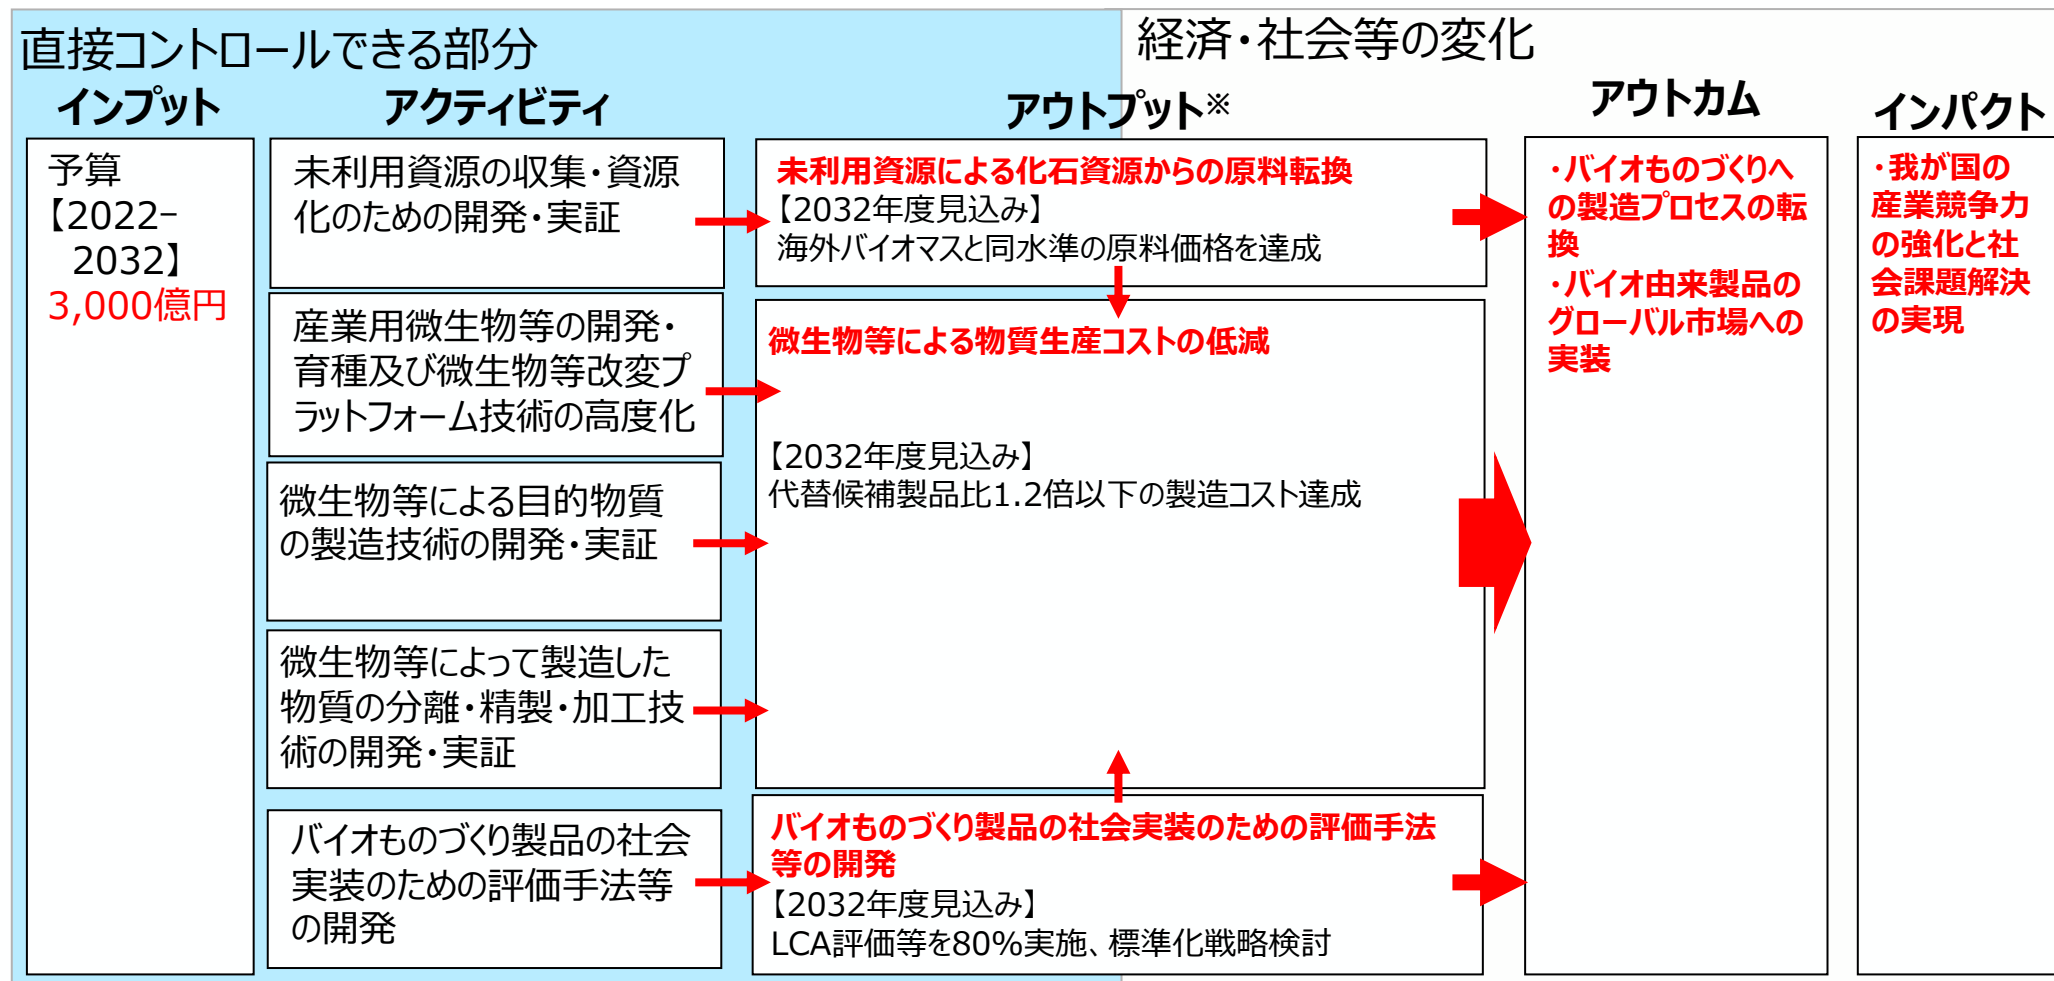 直接コントロールできる部分
経済・社会等の変化
インプット
アクティビティ
アウトプット※
アウトカム
インパクト
予算
【2022-
2032】
3,000億円
未利用資源の収集・資源
化のための開発・実証
産業用微生物等の開発・
育種及び微生物等改変プ
ラットフォーム技術の高度化
微生物等による目的物質
の製造技術の開発・実証
微生物等によって製造した
物質の分離・精製・加工技
術の開発・実証
バイオものづくり製品の社会
実装のための評価手法等
の開発
未利用資源による化石資源からの原料転換
【2032年度見込み】
海外バイオマスと同水準の原料価格を達成
微生物等による物質生産コストの低減
【2032年度見込み】
代替候補製品比1.2倍以下の製造コスト達成
バイオものづくり製品の社会実装のための評価手法
等の開発
【2032年度見込み】
LCA評価等を80%実施、標準化戦略検討
・バイオものづくりへ
の製造プロセスの転
換
・バイオ由来製品の
グローバル市場への
実装
・我が国の
産業競争力
の強化と社
会課題解決
の実現